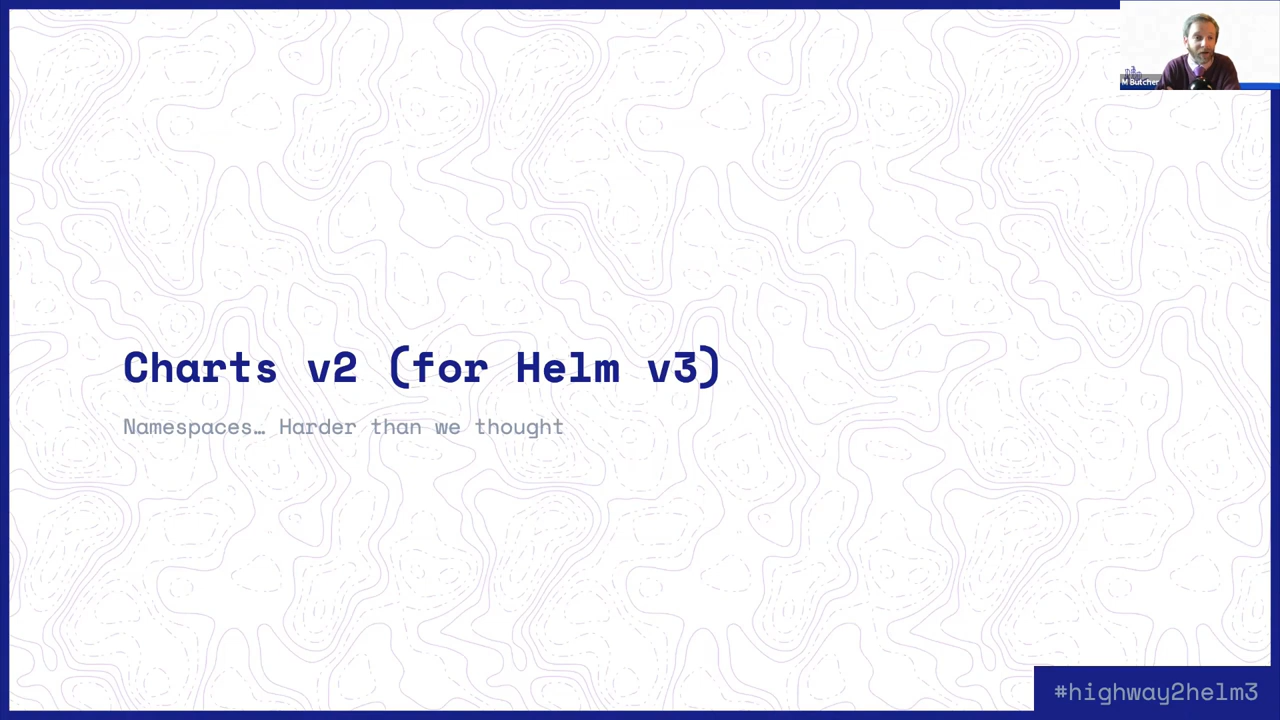 M Butcher
Charts v2 (for Helm v3)
Namespaces… Harder than we thought
#highway2helm3